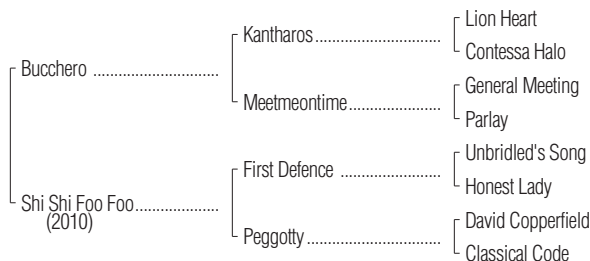 Lion Heart
Kantharos
Contessa Halo
Bucchero
General Meeting
Meetmeontime
Parlay
Unbridled's Song
First Defence
Honest Lady
Shi Shi Foo Foo
(2010)
David Copperfield
Peggotty
Classical Code